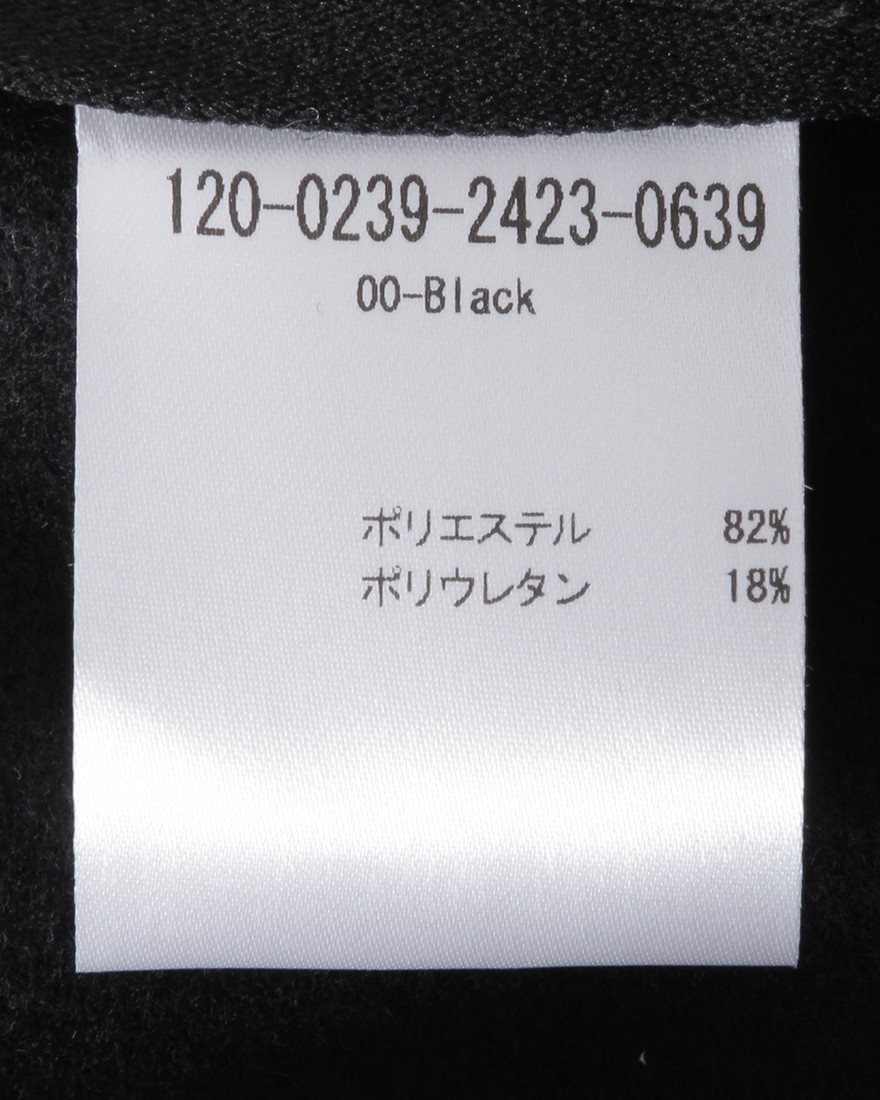 120-0239-2423-0639
00-Black
ポリエステル 82%
ポリウレタン 18%